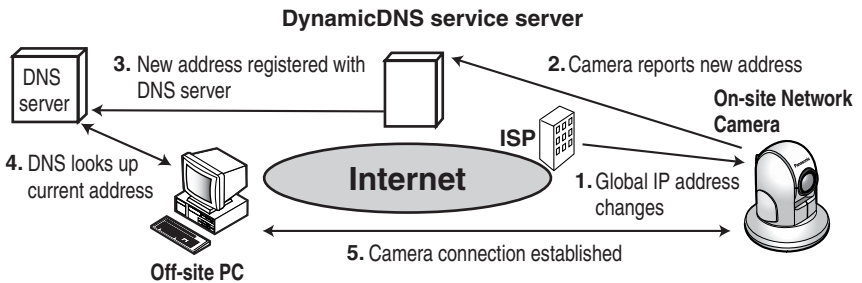 DynamicDNS service server
DNS
server
3. New address registered with
DNS server
2. Camera reports new address
On-site Network
Camera
ISP
4. DNS looks up
current address
Internet
1. Global IP address
changes
5. Camera connection established
Off-site PC
Panasonic